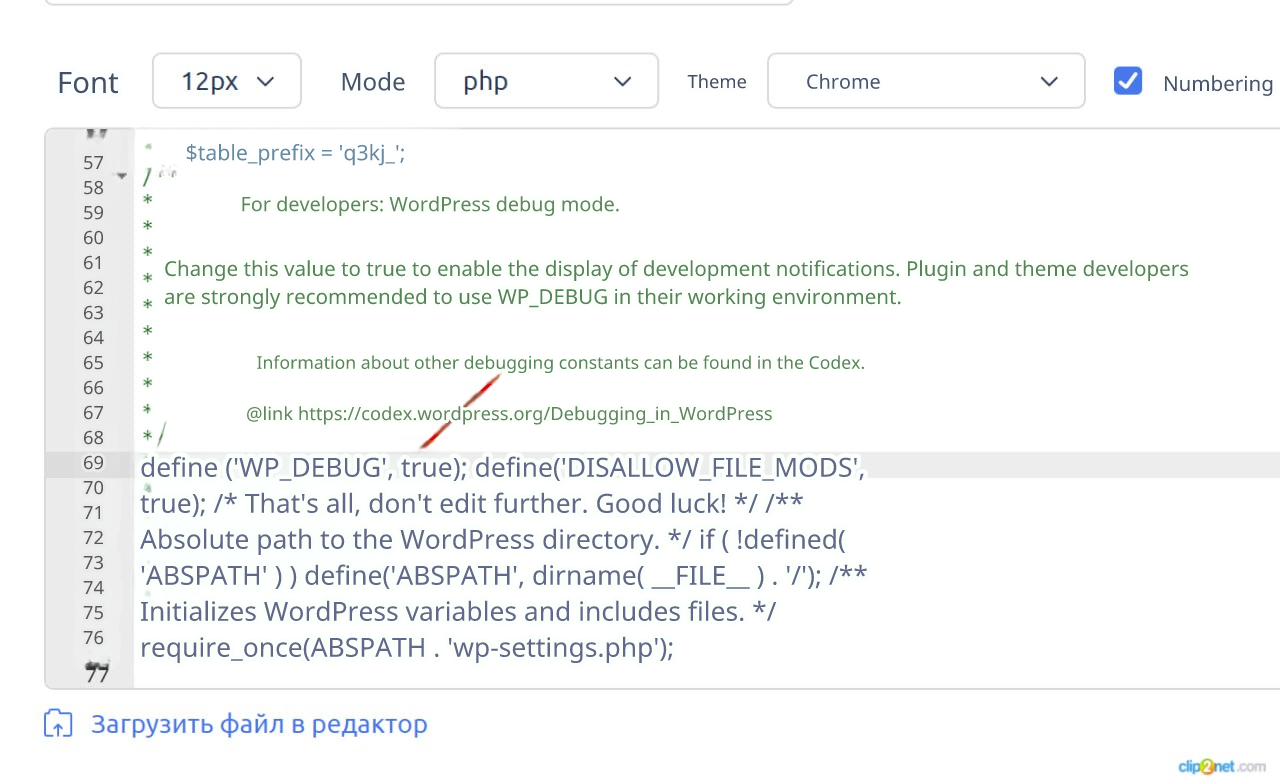 Font 12px Mode php Theme Chrome Numbering
57 $table_prefix = 'q3kj_';
58 /**
59 * For developers: WordPress debug mode.
60 *
61 * Change this value to true to enable the display of development notifications. Plugin and theme developers
62 * are strongly recommended to use WP_DEBUG in their working environment.
63 *
64 *
65 * Information about other debugging constants can be found in the Codex.
66 *
67 * @link https://codex.wordpress.org/Debugging_in_WordPress
68 */
69 define ('WP_DEBUG', true); define('DISALLOW_FILE_MODS',
70
71 true); /* That's all, don't edit further. Good luck! */ /**
72 Absolute path to the WordPress directory. */ if ( !defined(
73
74 'ABSPATH' ) ) define('ABSPATH', dirname( __FILE__ ) . '/'); /**
75 Initializes WordPress variables and includes files. */
76 require_once(ABSPATH . 'wp-settings.php');
77
Загрузить файл в редактор
clip2net.com